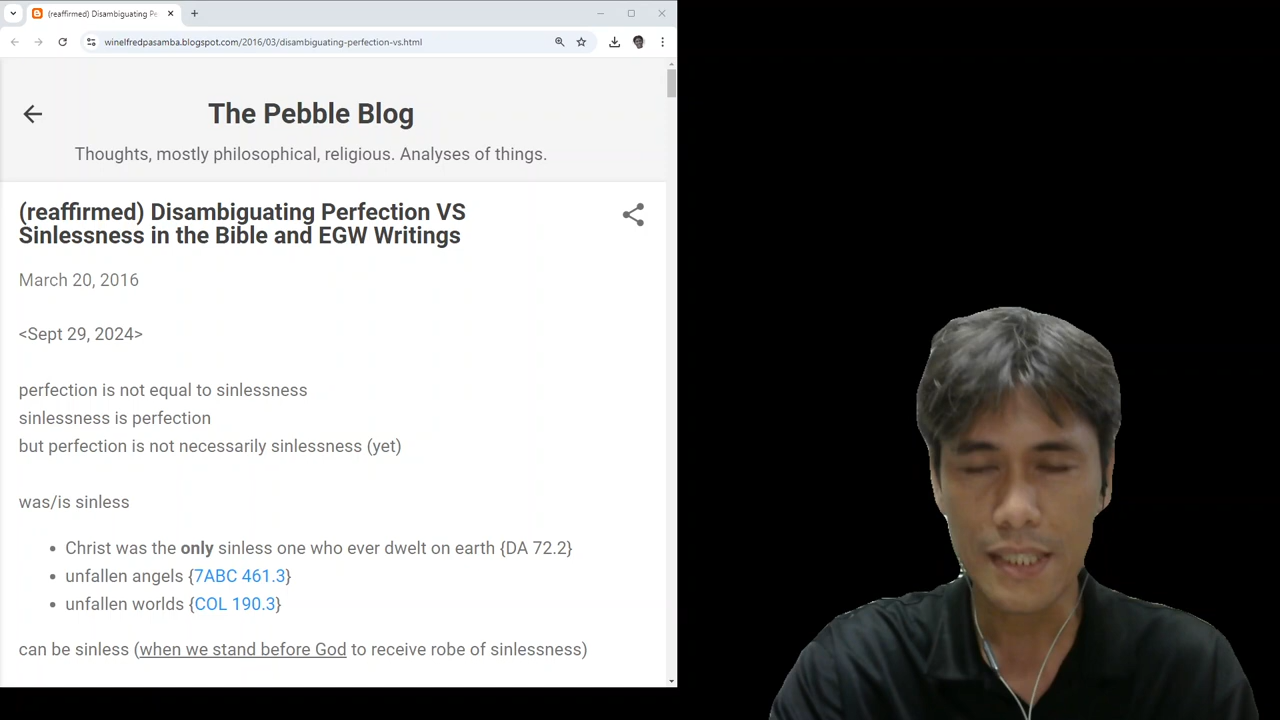 (reaffirmed) Disambiguating Pe
winelfredpasamba.blogspot.com/2016/03/disambiguating-perfection-vs.html
The Pebble Blog
Thoughts, mostly philosophical, religious. Analyses of things.
(reaffirmed) Disambiguating Perfection VS
Sinlessness in the Bible and EGW Writings
March 20, 2016
<Sept 29, 2024>
perfection is not equal to sinlessness
sinlessness is perfection
but perfection is not necessarily sinlessness (yet)
was/is sinless
• Christ was the only sinless one who ever dwelt on earth {DA 72.2}
• unfallen angels {7ABC 461.3}
• unfallen worlds {COL 190.3}
can be sinless (when we stand before God to receive robe of sinlessness)